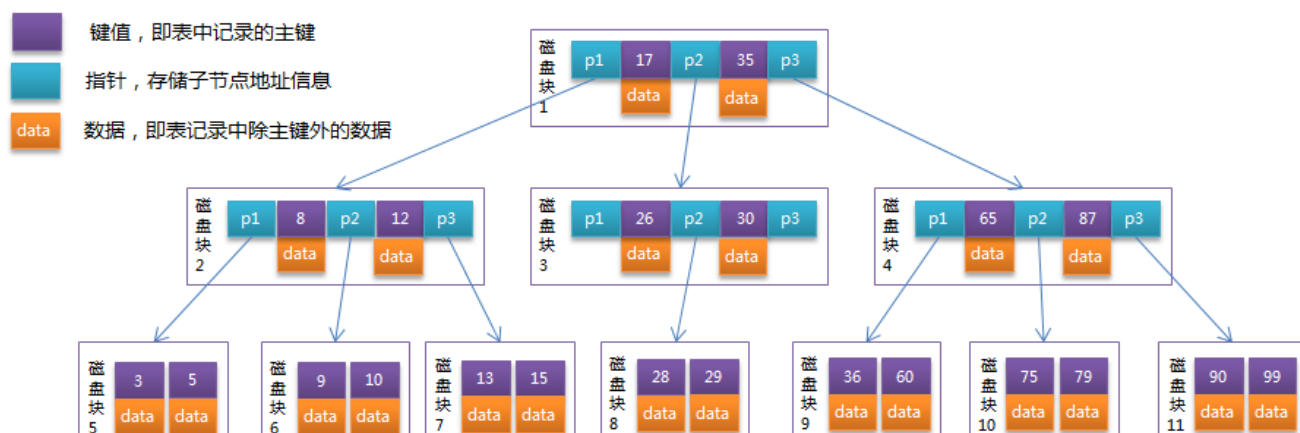 键值，即表中记录的主键
指针，存储子节点地址信息
data 数据，即表记录中除主键外的数据
磁盘块1
p1 17 p2 35 p3
data data
磁盘块2
p1 8 p2 12 p3
data data
磁盘块3
p1 26 p2 30 p3
data data
磁盘块4
p1 65 p2 87 p3
data data
磁盘块5
3 5
data data
磁盘块6
9 10
data data
磁盘块7
13 15
data data
磁盘块8
28 29
data data
磁盘块9
36 60
data data
磁盘块10
75 79
data data
磁盘块11
90 99
data data